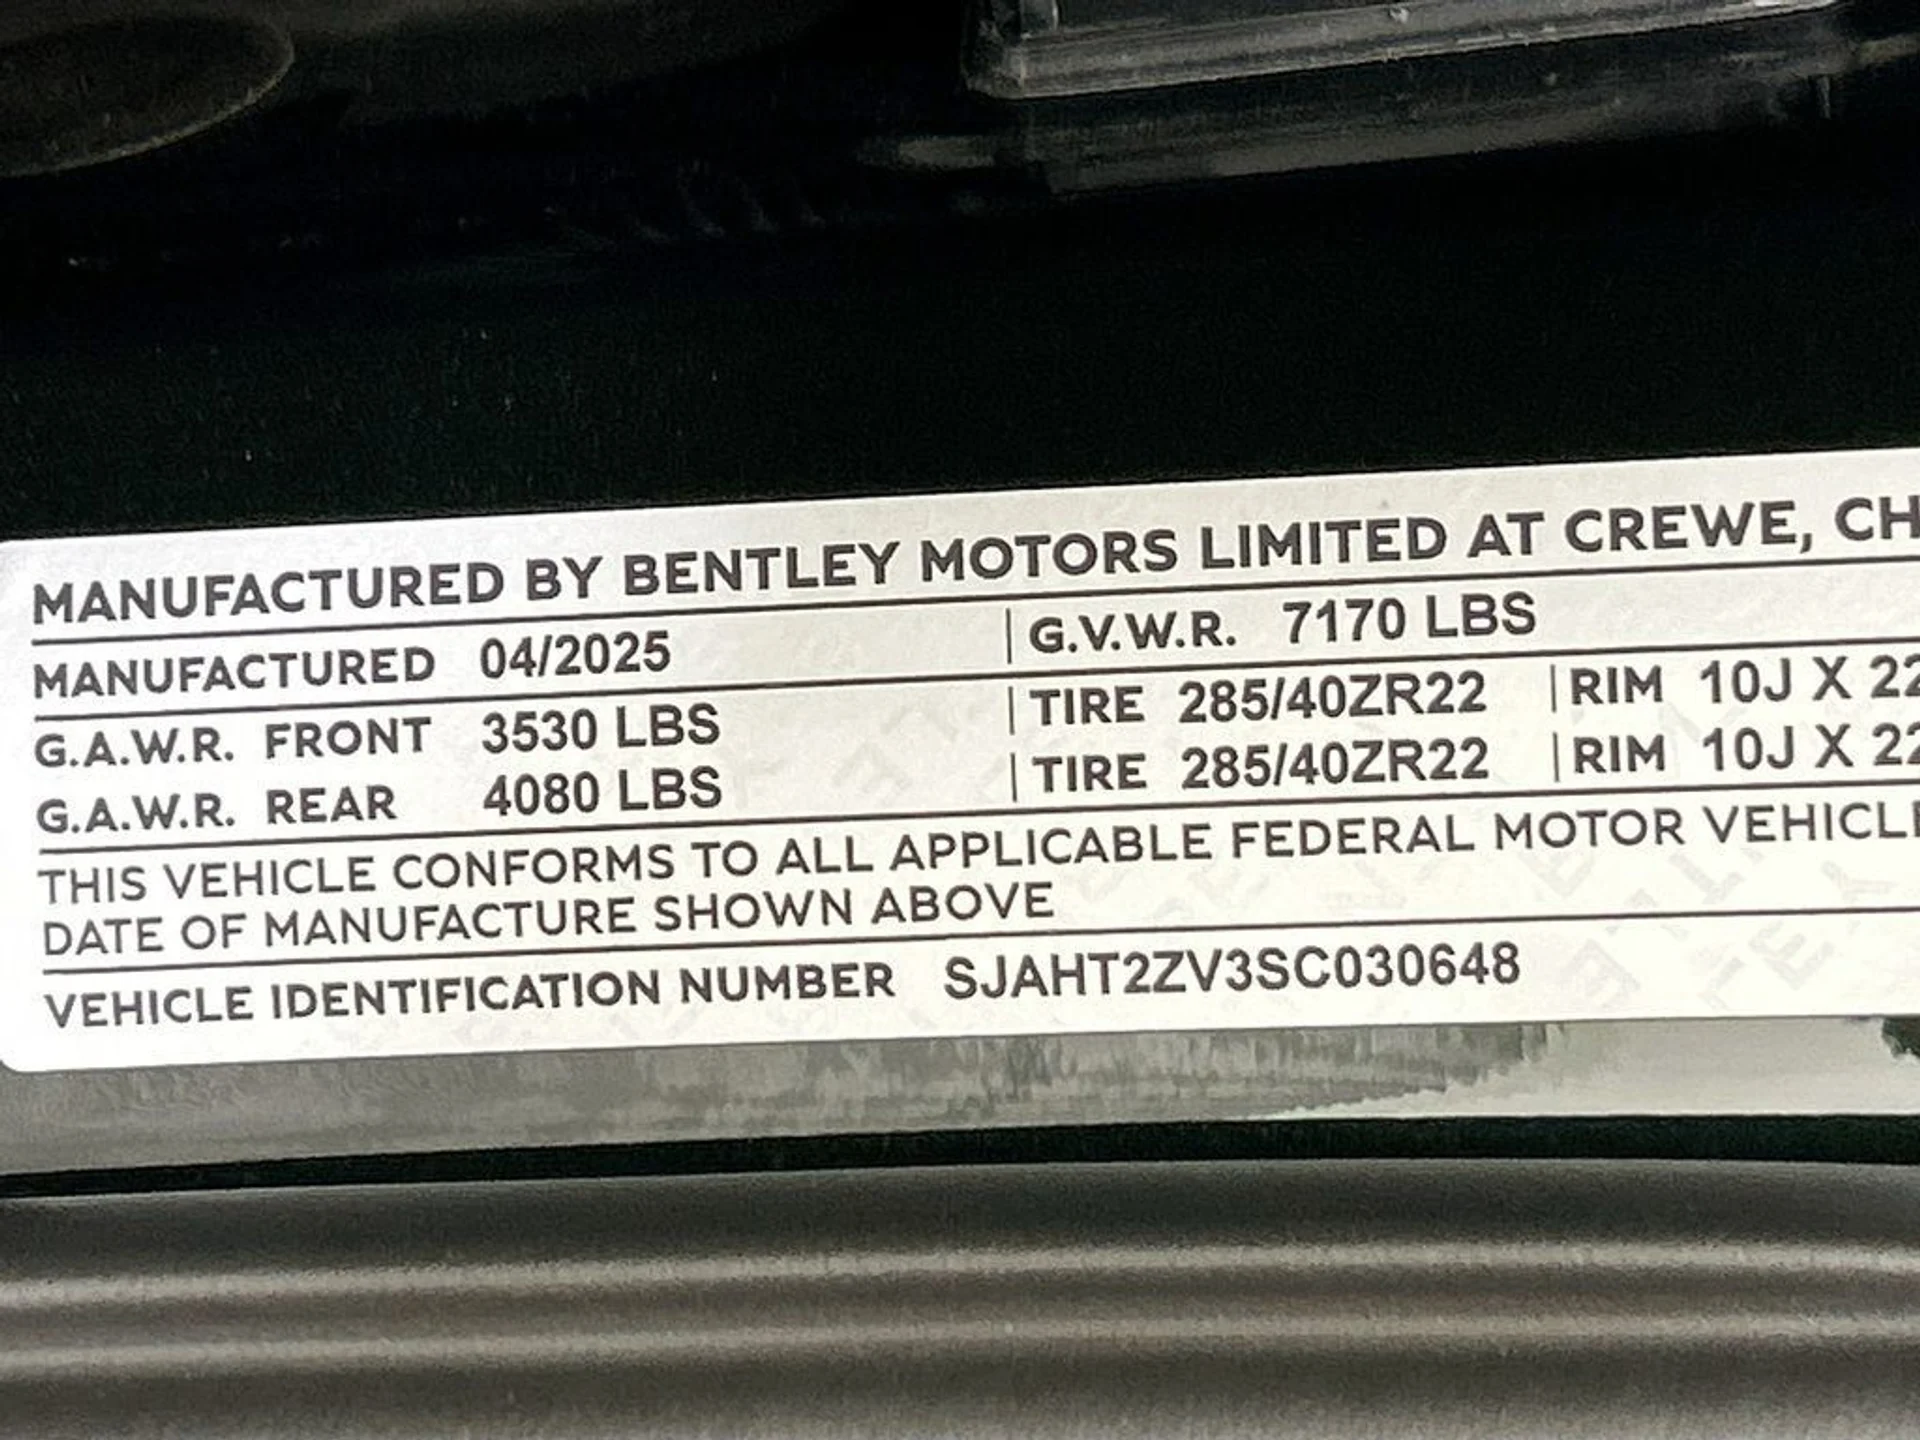 MANUFACTURED BY BENTLEY MOTORS LIMITED AT CREWE, CH
MANUFACTURED 04/2025 | G.V.W.R. 7170 LBS
G.A.W.R. FRONT 3530 LBS | TIRE 285/40ZR22 | RIM 10J X 22
G.A.W.R. REAR 4080 LBS | TIRE 285/40ZR22 | RIM 10J X 22
THIS VEHICLE CONFORMS TO ALL APPLICABLE FEDERAL MOTOR VEHICLE
DATE OF MANUFACTURE SHOWN ABOVE
VEHICLE IDENTIFICATION NUMBER SJAHT2ZV3SC030648